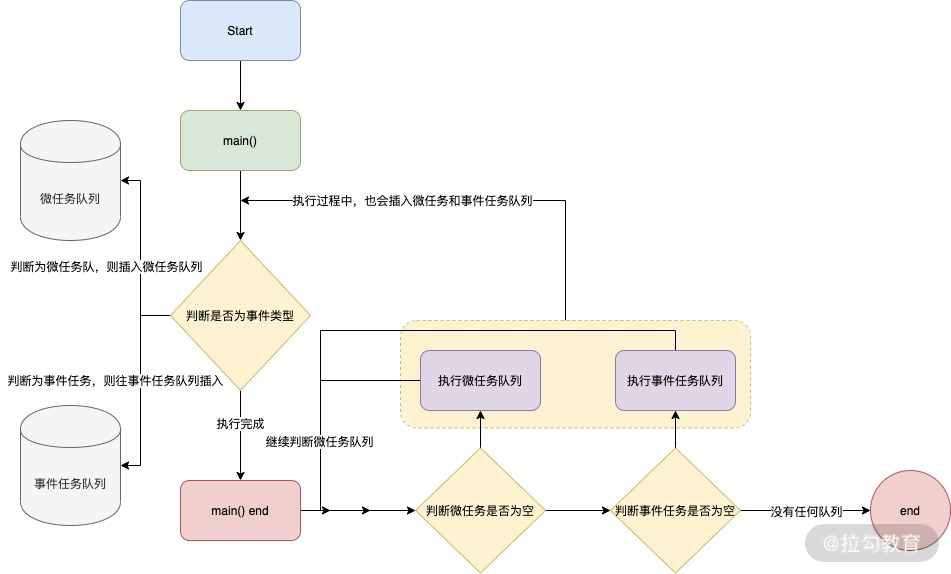 Start
main()
执行过程中，也会插入微任务和事件任务队列
微任务队列
判断为微任务队，则插入微任务队列
判断是否为事件类型
判断为事件任务，则往事件任务队列插入
执行微任务队列
执行事件任务队列
执行完成
继续判断微任务队列
事件任务队列
main() end
判断微任务是否为空
判断事件任务是否为空
没有任何队列
end
@拉勾教育